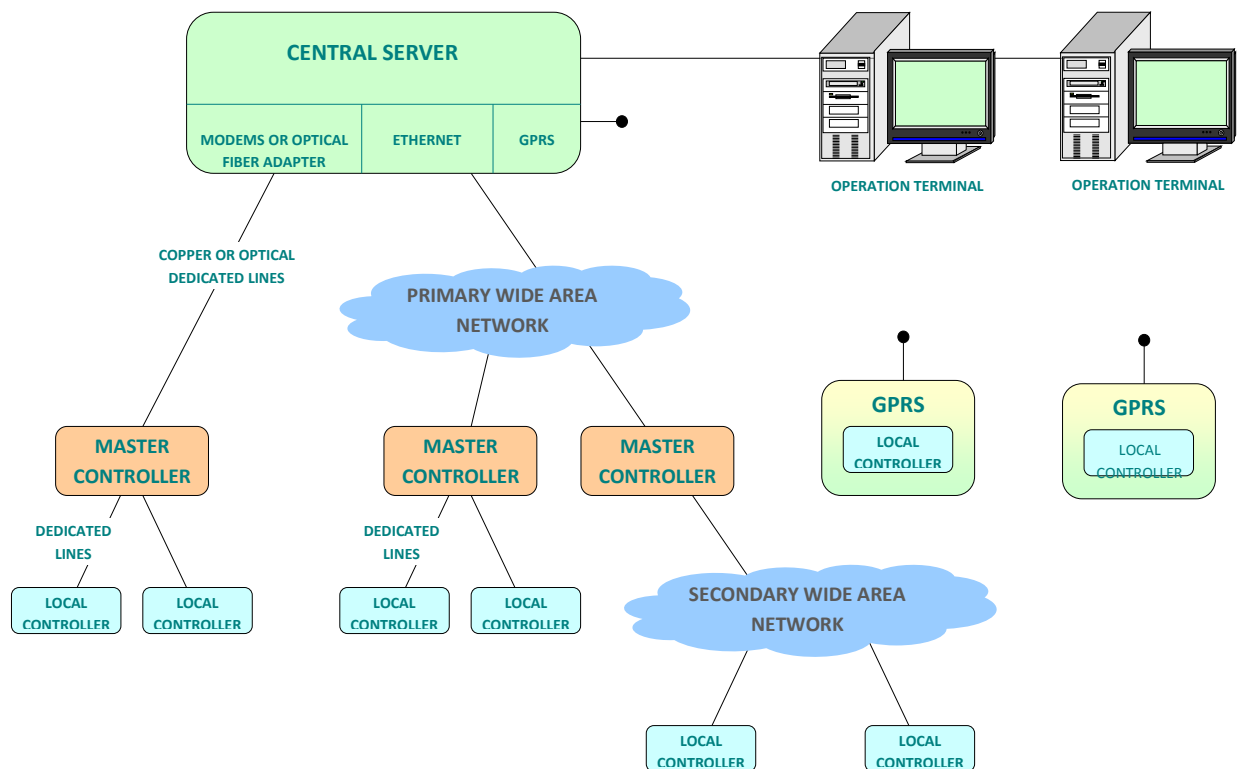 CENTRAL SERVER
MODEMS OR OPTICAL
FIBER ADAPTER
ETHERNET
GPRS
OPERATION TERMINAL
OPERATION TERMINAL
COPPER OR OPTICAL
DEDICATED LINES
PRIMARY WIDE AREA
NETWORK
GPRS
LOCAL
CONTROLLER
GPRS
LOCAL
CONTROLLER
MASTER
CONTROLLER
MASTER
CONTROLLER
MASTER
CONTROLLER
DEDICATED
LINES
DEDICATED
LINES
LOCAL
CONTROLLER
LOCAL
CONTROLLER
LOCAL
CONTROLLER
LOCAL
CONTROLLER
SECONDARY WIDE AREA
NETWORK
LOCAL
CONTROLLER
LOCAL
CONTROLLER